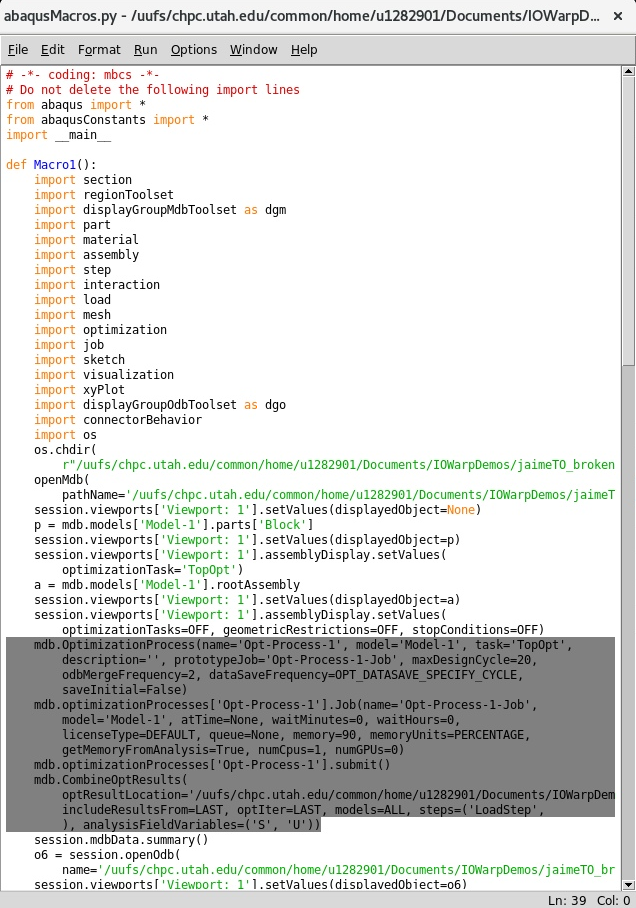 abaqusMacros.py - /uufs/chpc.utah.edu/common/home/u1282901/Documents/IOWarpD... ×
File Edit Format Run Options Window Help
# -*- coding: mbcs -*-
# Do not delete the following import lines
from abaqus import *
from abaqusConstants import *
import __main__

def Macro1():
    import section
    import regionToolset
    import displayGroupMdbToolset as dgm
    import part
    import material
    import assembly
    import step
    import interaction
    import load
    import mesh
    import optimization
    import job
    import sketch
    import visualization
    import xyPlot
    import displayGroupOdbToolset as dgo
    import connectorBehavior
    import os
    os.chdir(
        r"/uufs/chpc.utah.edu/common/home/u1282901/Documents/IOWarpDemos/jaimeTO_broken
    openMdb(
        pathName='/uufs/chpc.utah.edu/common/home/u1282901/Documents/IOWarpDemos/jaimeT
    session.viewports['Viewport: 1'].setValues(displayedObject=None)
    p = mdb.models['Model-1'].parts['Block']
    session.viewports['Viewport: 1'].setValues(displayedObject=p)
    session.viewports['Viewport: 1'].assemblyDisplay.setValues(
        optimizationTask='TopOpt')
    a = mdb.models['Model-1'].rootAssembly
    session.viewports['Viewport: 1'].setValues(displayedObject=a)
    session.viewports['Viewport: 1'].assemblyDisplay.setValues(
        optimizationTasks=OFF, geometricRestrictions=OFF, stopConditions=OFF)
    mdb.OptimizationProcess(name='Opt-Process-1', model='Model-1', task='TopOpt',
        description='', prototypeJob='Opt-Process-1-Job', maxDesignCycle=20,
        odbMergeFrequency=2, dataSaveFrequency=OPT_DATASAVE_SPECIFY_CYCLE,
        saveInitial=False)
    mdb.optimizationProcesses['Opt-Process-1'].Job(name='Opt-Process-1-Job',
        model='Model-1', atTime=None, waitMinutes=0, waitHours=0,
        licenseType=DEFAULT, queue=None, memory=90, memoryUnits=PERCENTAGE,
        getMemoryFromAnalysis=True, numCpus=1, numGPUs=0)
    mdb.optimizationProcesses['Opt-Process-1'].submit()
    mdb.CombineOptResults(
        optResultLocation='/uufs/chpc.utah.edu/common/home/u1282901/Documents/IOWarpDem
        includeResultsFrom=LAST, optIter=LAST, models=ALL, steps=('LoadStep',
        ), analysisFieldVariables=('S', 'U'))
    session.mdbData.summary()
    o6 = session.openOdb(
        name='/uufs/chpc.utah.edu/common/home/u1282901/Documents/IOWarpDemos/jaimeTO_br
    session.viewports['Viewport: 1'].setValues(displayedObject=o6)
Ln: 39 Col: 0